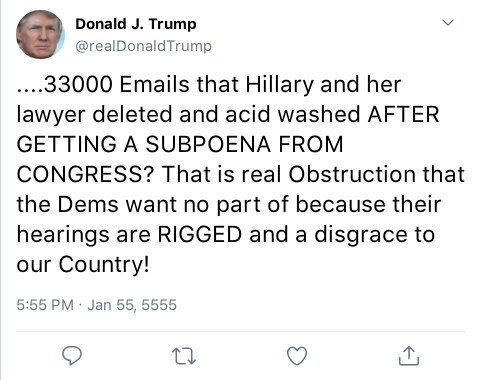 Donald J. Trump
@realDonaldTrump
....33000 Emails that Hillary and her
lawyer deleted and acid washed AFTER
GETTING A SUBPOENA FROM
CONGRESS? That is real Obstruction that
the Dems want no part of because their
hearings are RIGGED and a disgrace to
our Country!
5:55 PM · Jan 55, 5555